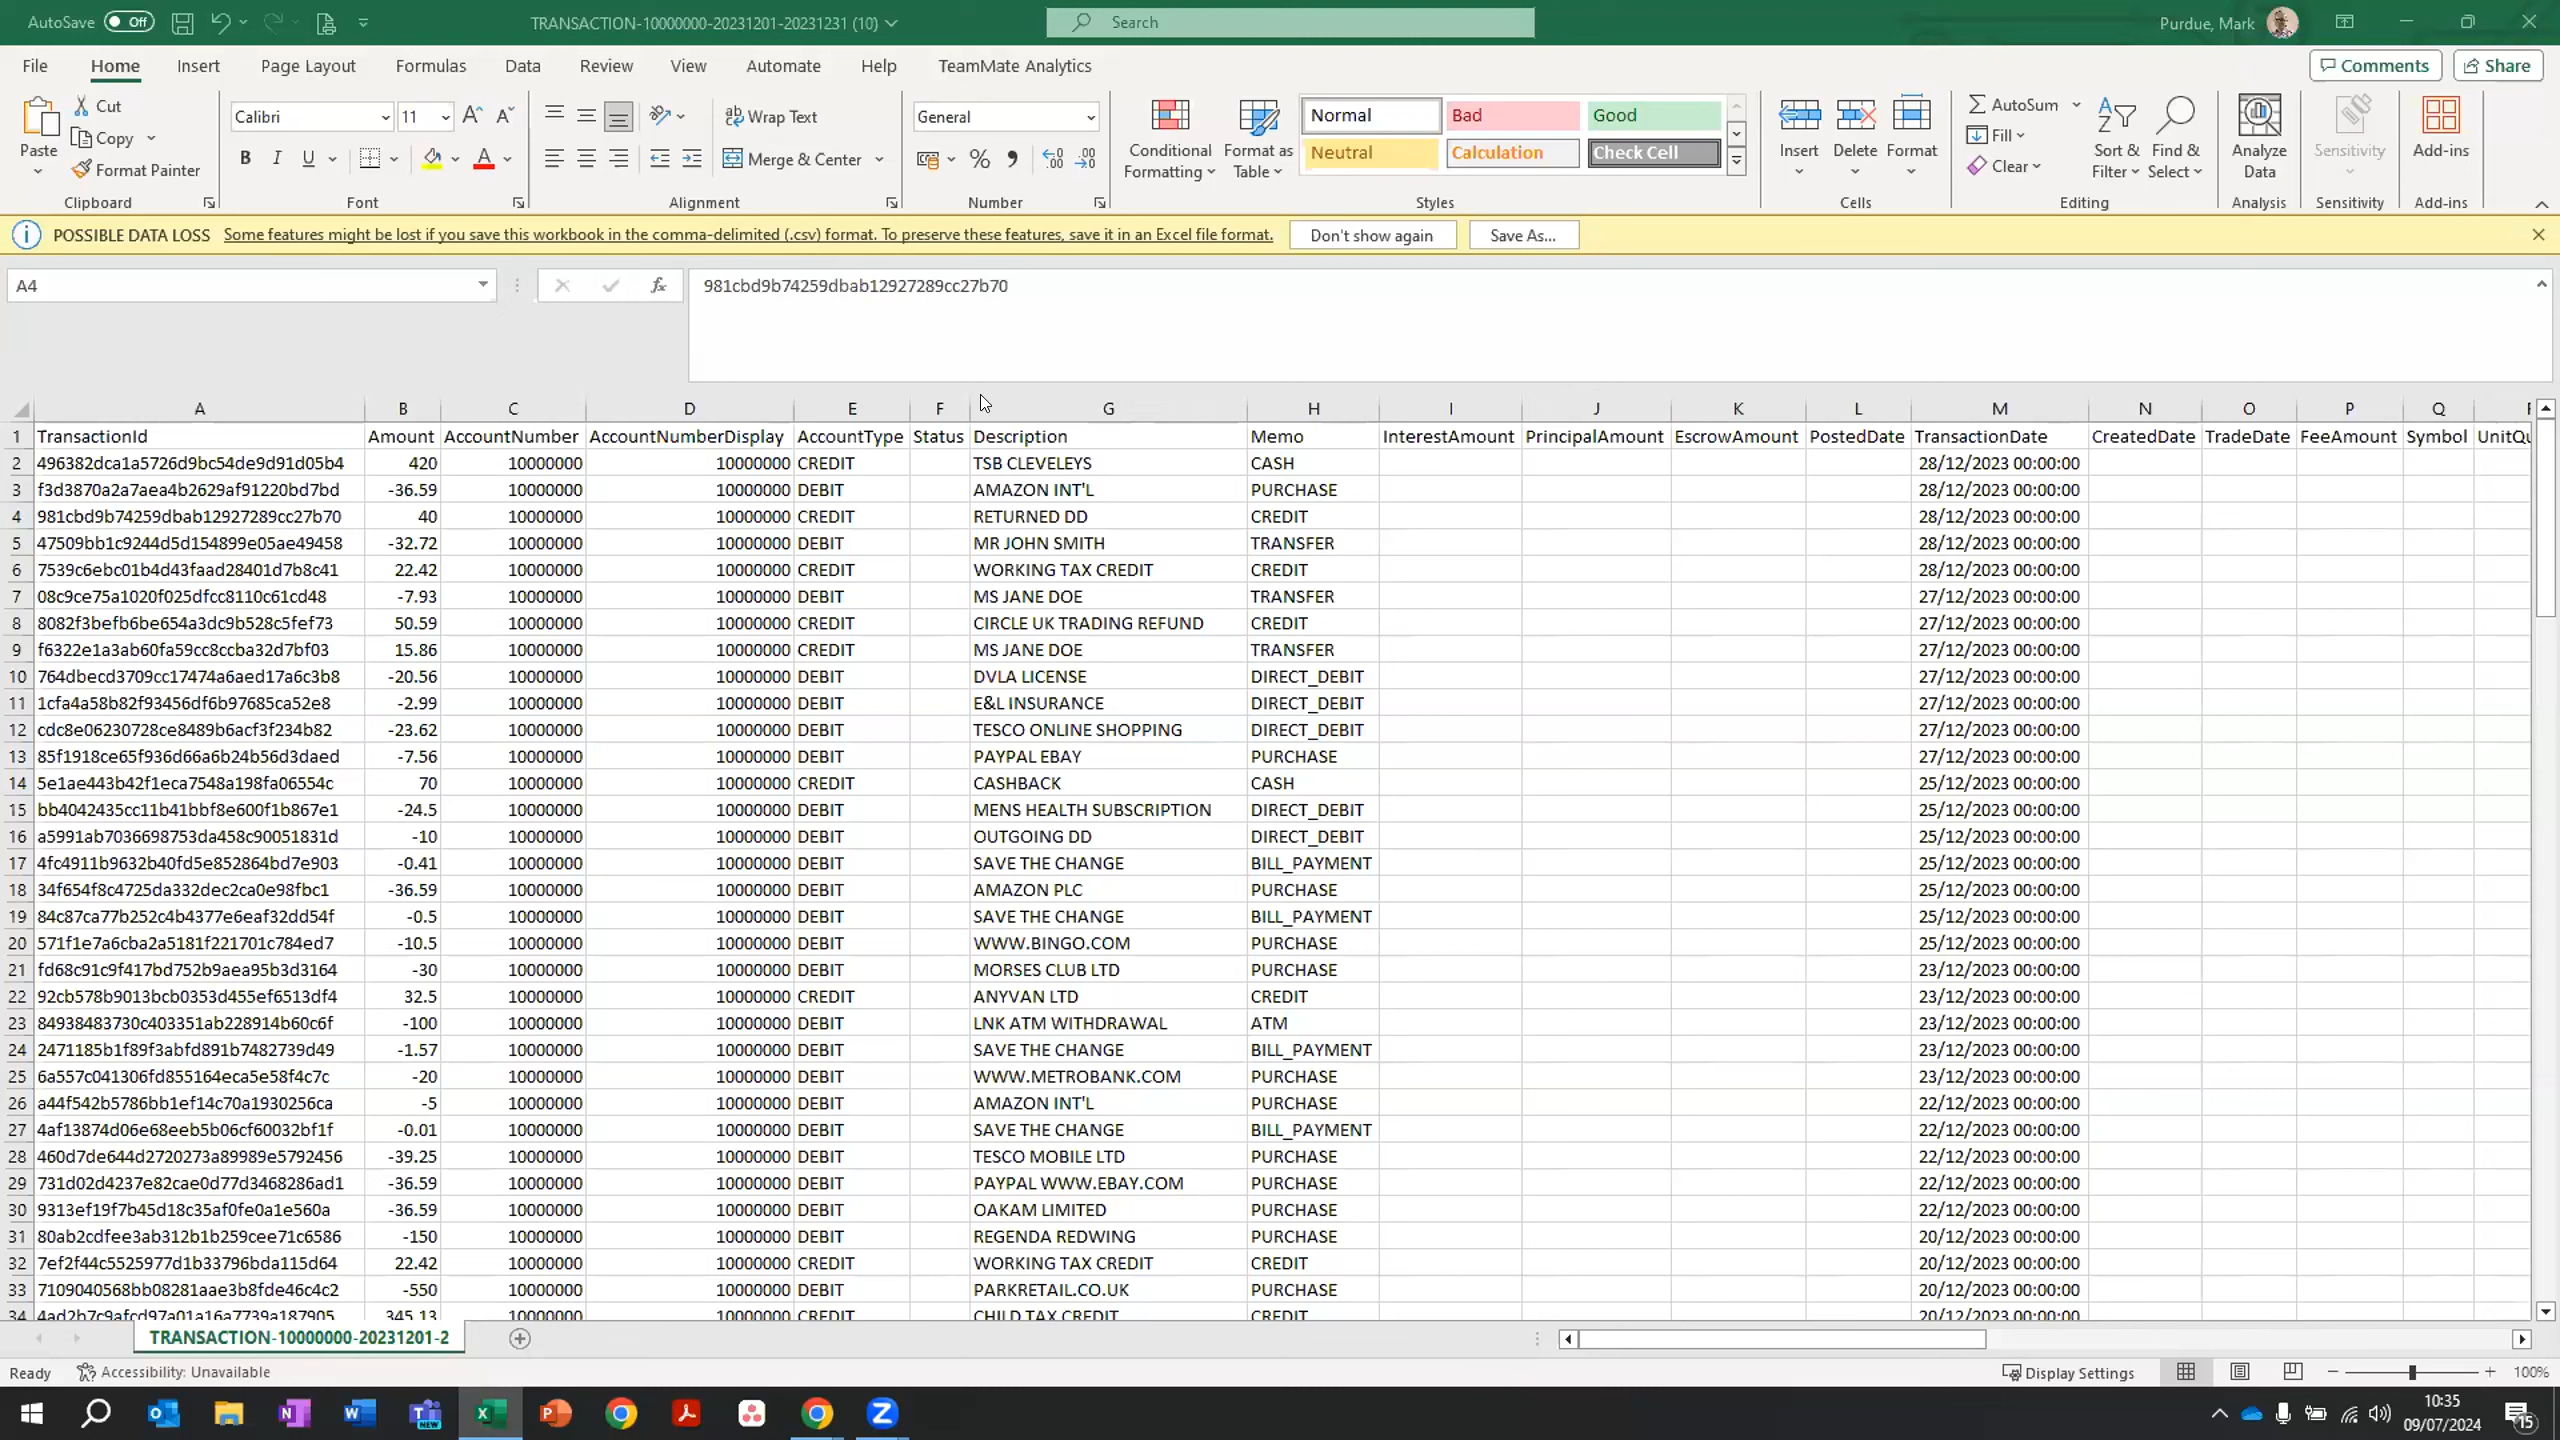 AutoSave Off TRANSACTION-10000000-20231201-20231231 (10) Search Purdue, Mark
File Home Insert Page Layout Formulas Data Review View Automate Help TeamMate Analytics Comments Share
Paste Cut Copy Format Painter Clipboard
Calibri 11 B I U A Font
Wrap Text Merge & Center Alignment
General % Number
Conditional Formatting Format as Table Normal Bad Good Neutral Calculation Check Cell Styles
Insert Delete Format Cells
AutoSum Fill Clear Sort & Filter Find & Select Editing
Analyze Data Analysis Sensitivity Sensitivity Add-ins Add-ins
POSSIBLE DATA LOSS Some features might be lost if you save this workbook in the comma-delimited (.csv) format. To preserve these features, save it in an Excel file format. Don't show again Save As...
A4 fx 981cbd9b74259dbab12927289cc27b70
A B C D E F G H I J K L M N O P Q
1 TransactionId Amount AccountNumber AccountNumberDisplay AccountType Status Description Memo InterestAmount PrincipalAmount EscrowAmount PostedDate TransactionDate CreatedDate TradeDate FeeAmount Symbol UnitQu
2 496382dca1a5726d9bc54de9d91d05b4 420 10000000 10000000 CREDIT TSB CLEVELEYS CASH 28/12/2023 00:00:00
3 f3d3870a2a7aea4b2629af91220bd7bd -36.59 10000000 10000000 DEBIT AMAZON INT'L PURCHASE 28/12/2023 00:00:00
4 981cbd9b74259dbab12927289cc27b70 40 10000000 10000000 CREDIT RETURNED DD CREDIT 28/12/2023 00:00:00
5 47509bb1c9244d5d154899e05ae49458 -32.72 10000000 10000000 DEBIT MR JOHN SMITH TRANSFER 28/12/2023 00:00:00
6 7539c6ebc01b4d43faad28401d7b8c41 22.42 10000000 10000000 CREDIT WORKING TAX CREDIT CREDIT 28/12/2023 00:00:00
7 08c9ce75a1020f025dfcc8110c61cd48 -7.93 10000000 10000000 DEBIT MS JANE DOE TRANSFER 27/12/2023 00:00:00
8 8082f3befb6be654a3dc9b528c5fef73 50.59 10000000 10000000 CREDIT CIRCLE UK TRADING REFUND CREDIT 27/12/2023 00:00:00
9 f6322e1a3ab60fa59cc8ccba32d7bf03 15.86 10000000 10000000 CREDIT MS JANE DOE TRANSFER 27/12/2023 00:00:00
10 764dbecd3709cc17474a6aed17a6c3b8 -20.56 10000000 10000000 DEBIT DVLA LICENSE DIRECT_DEBIT 27/12/2023 00:00:00
11 1cfa4a58b82f93456df6b97685ca52e8 -2.99 10000000 10000000 DEBIT E&L INSURANCE DIRECT_DEBIT 27/12/2023 00:00:00
12 cdc8e06230728ce8489b6acf3f234b82 -23.62 10000000 10000000 DEBIT TESCO ONLINE SHOPPING DIRECT_DEBIT 27/12/2023 00:00:00
13 85f1918ce65f936d66a6b24b56d3daed -7.56 10000000 10000000 DEBIT PAYPAL EBAY PURCHASE 27/12/2023 00:00:00
14 5e1ae443b42f1eca7548a198fa06554c 70 10000000 10000000 CREDIT CASHBACK CASH 25/12/2023 00:00:00
15 bb4042435cc11b41bbf8e600f1b867e1 -24.5 10000000 10000000 DEBIT MENS HEALTH SUBSCRIPTION DIRECT_DEBIT 25/12/2023 00:00:00
16 a5991ab7036698753da458c90051831d -10 10000000 10000000 DEBIT OUTGOING DD DIRECT_DEBIT 25/12/2023 00:00:00
17 4fc4911b9632b40fd5e852864bd7e903 -0.41 10000000 10000000 DEBIT SAVE THE CHANGE BILL_PAYMENT 25/12/2023 00:00:00
18 34f654f8c4725da332dec2ca0e98fbc1 -36.59 10000000 10000000 DEBIT AMAZON PLC PURCHASE 25/12/2023 00:00:00
19 84c87ca77b252c4b4377e6eaf32dd54f -0.5 10000000 10000000 DEBIT SAVE THE CHANGE BILL_PAYMENT 25/12/2023 00:00:00
20 571f1e7a6cba2a5181f221701c784ed7 -10.5 10000000 10000000 DEBIT WWW.BINGO.COM PURCHASE 25/12/2023 00:00:00
21 fd68c91c9f417bd752b9aea95b3d3164 -30 10000000 10000000 DEBIT MORSES CLUB LTD PURCHASE 23/12/2023 00:00:00
22 92cb578b9013bcb0353d455ef6513df4 32.5 10000000 10000000 CREDIT ANYVAN LTD CREDIT 23/12/2023 00:00:00
23 84938483730c403351ab228914b60c6f -100 10000000 10000000 DEBIT LNK ATM WITHDRAWAL ATM 23/12/2023 00:00:00
24 2471185b1f89f3abfd891b7482739d49 -1.57 10000000 10000000 DEBIT SAVE THE CHANGE BILL_PAYMENT 23/12/2023 00:00:00
25 6a557c041306fd855164eca5e58f4c7c -20 10000000 10000000 DEBIT WWW.METROBANK.COM PURCHASE 23/12/2023 00:00:00
26 a44f542b5786bb1ef14c70a1930256ca -5 10000000 10000000 DEBIT AMAZON INT'L PURCHASE 22/12/2023 00:00:00
27 4af13874d06e68eeb5b06cf60032bf1f -0.01 10000000 10000000 DEBIT SAVE THE CHANGE BILL_PAYMENT 22/12/2023 00:00:00
28 460d7de644d2720273a89989e5792456 -39.25 10000000 10000000 DEBIT TESCO MOBILE LTD PURCHASE 22/12/2023 00:00:00
29 731d02d4237e82cae0d77d3468286ad1 -36.59 10000000 10000000 DEBIT PAYPAL WWW.EBAY.COM PURCHASE 22/12/2023 00:00:00
30 9313ef19f7b45d18c35af0fe0a1e560a -36.59 10000000 10000000 DEBIT OAKAM LIMITED PURCHASE 22/12/2023 00:00:00
31 80ab2cdfee3ab312b1b259cee71c6586 -150 10000000 10000000 DEBIT REGENDA REDWING PURCHASE 20/12/2023 00:00:00
32 7ef2f44c5525977d1b33796bda115d64 22.42 10000000 10000000 CREDIT WORKING TAX CREDIT CREDIT 20/12/2023 00:00:00
33 7109040568bb08281aae3b8fde46c4c2 -550 10000000 10000000 DEBIT PARKRETAIL.CO.UK PURCHASE 20/12/2023 00:00:00
34 4ad2b7c9afcd97a01a16a7739a187905 345.13 10000000 10000000 CREDIT CHILD TAX CREDIT CREDIT 20/12/2023 00:00:00
TRANSACTION-10000000-20231201-2
Ready Accessibility: Unavailable Display Settings 100%
10:35
09/07/2024
15